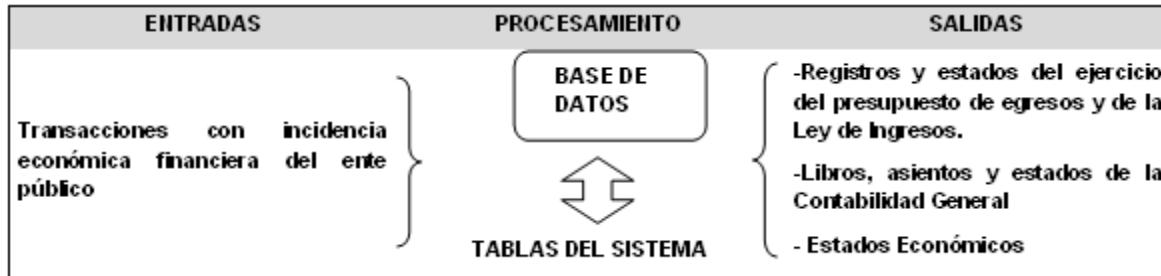 ENTRADAS PROCESAMIENTO SALIDAS
Transacciones con incidencia
económica financiera del ente
público
BASE DE
DATOS
TABLAS DEL SISTEMA
-Registros y estados del ejercicio
del presupuesto de egresos y de la
Ley de Ingresos.
-Libros, asientos y estados de la
Contabilidad General
- Estados Económicos